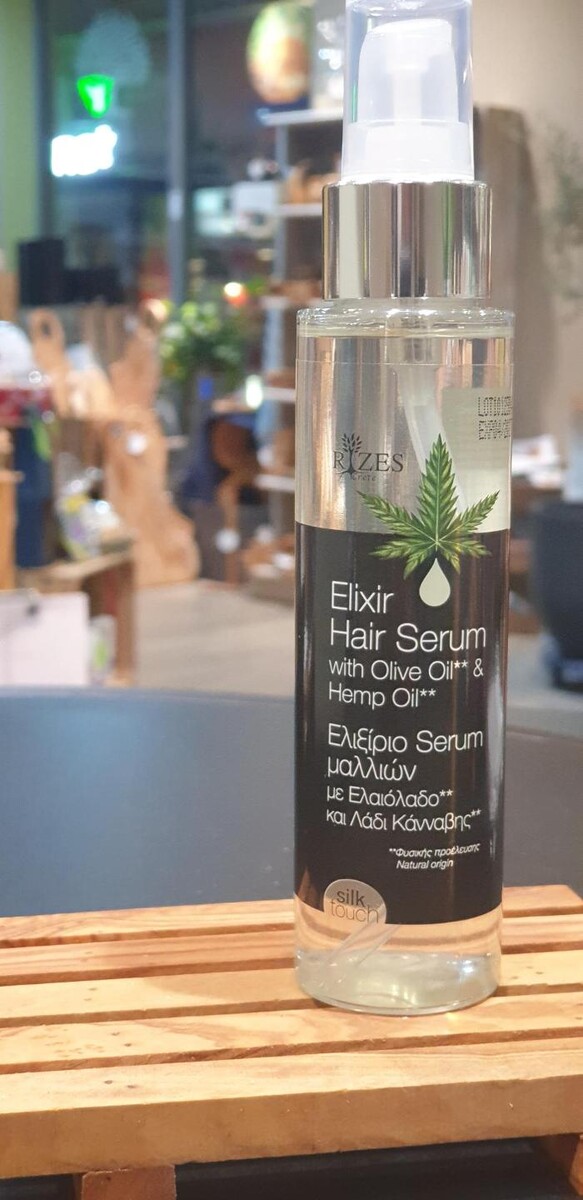 RIZES
Crete
Elixir
Hair Serum
with Olive Oil** &
Hemp Oil**
Ελιξίριο Serum
μαλλιών
με Ελαιόλαδο**
και Λάδι Κάνναβης**
**Φυσικής προέλευσης
Natural origin
silk
touch